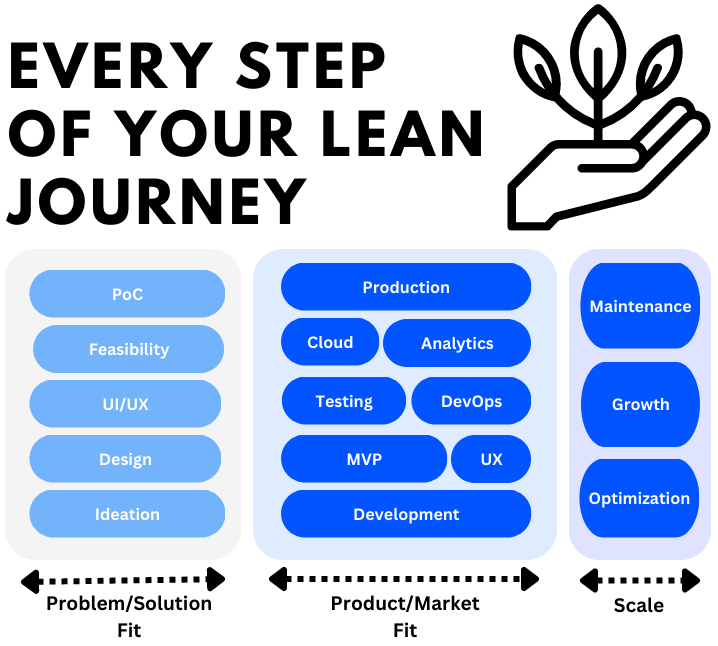 EVERY STEP
OF YOUR LEAN
JOURNEY
PoC
Feasibility
UI/UX
Design
Ideation
Problem/Solution
Fit
Production
Cloud
Analytics
Testing
DevOps
MVP
UX
Development
Product/Market
Fit
Maintenance
Growth
Optimization
Scale